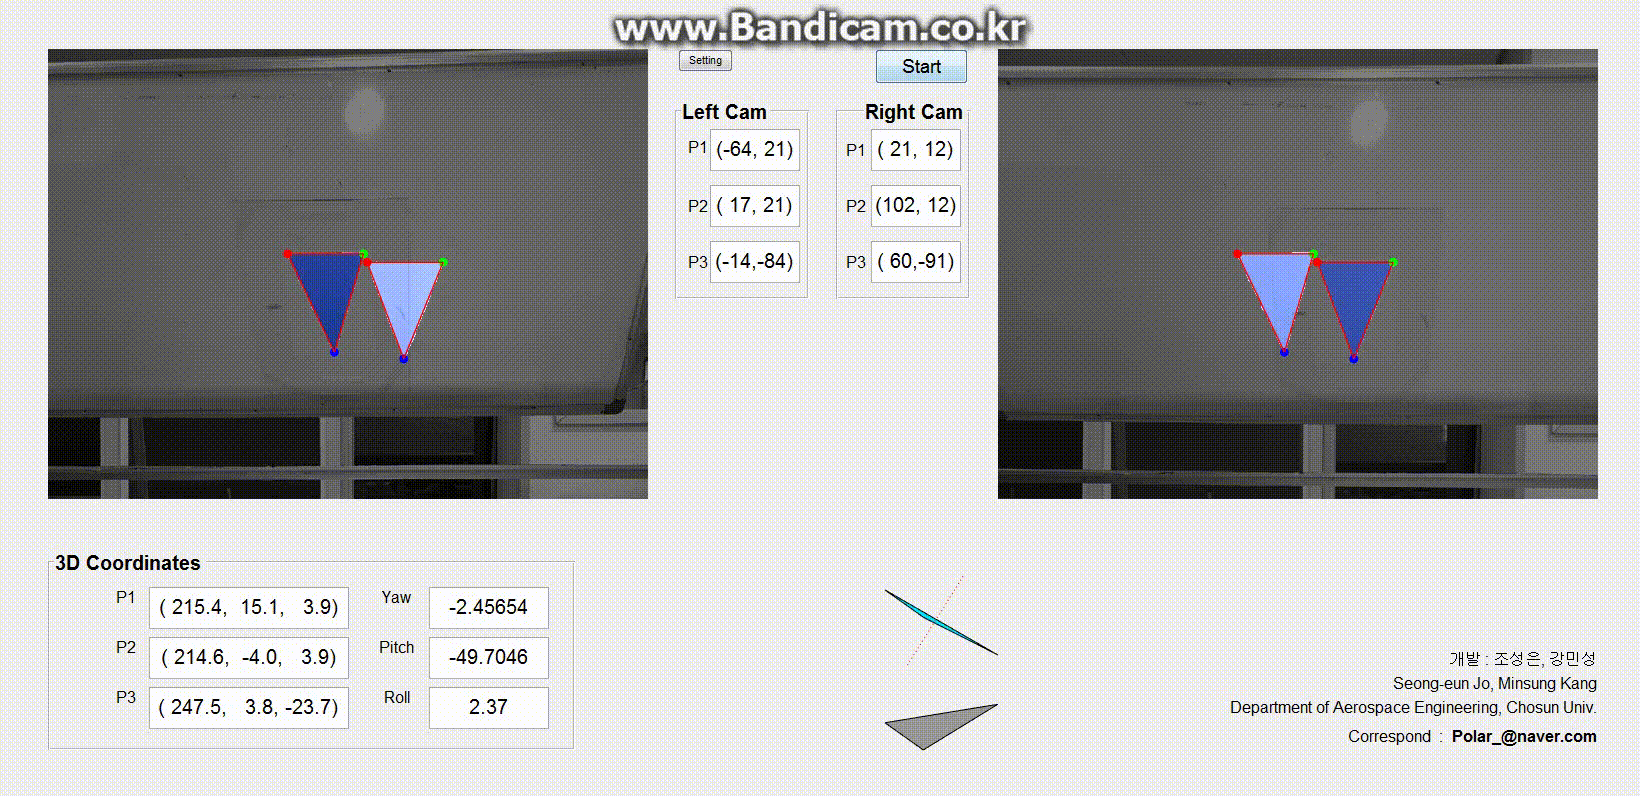 www.Bandicam.co.kr
Setting
Start
Left Cam
P1 (-64, 21)
P2 ( 17, 21)
P3 (-14,-84)
Right Cam
P1 ( 21, 12)
P2 (102, 12)
P3 ( 60,-91)
3D Coordinates
P1 ( 215.4, 15.1, 3.9) Yaw -2.45654
P2 ( 214.6, -4.0, 3.9) Pitch -49.7046
P3 ( 247.5, 3.8, -23.7) Roll 2.37
개발 : 조성은, 강민성
Seong-eun Jo, Minsung Kang
Department of Aerospace Engineering, Chosun Univ.
Correspond : Polar_@naver.com